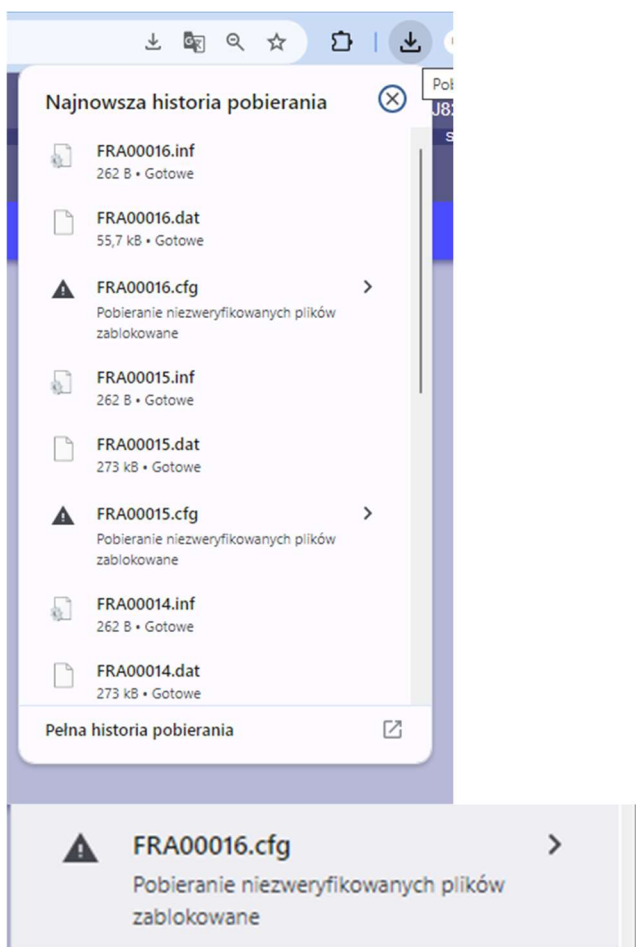 Najnowsza historia pobierania
FRA00016.inf
262 B • Gotowe
FRA00016.dat
55,7 kB • Gotowe
FRA00016.cfg
Pobieranie niezweryfikowanych plików
zablokowane
FRA00015.inf
262 B • Gotowe
FRA00015.dat
273 kB • Gotowe
FRA00015.cfg
Pobieranie niezweryfikowanych plików
zablokowane
FRA00014.inf
262 B • Gotowe
FRA00014.dat
273 kB • Gotowe
Pełna historia pobierania
FRA00016.cfg
Pobieranie niezweryfikowanych plików
zablokowane